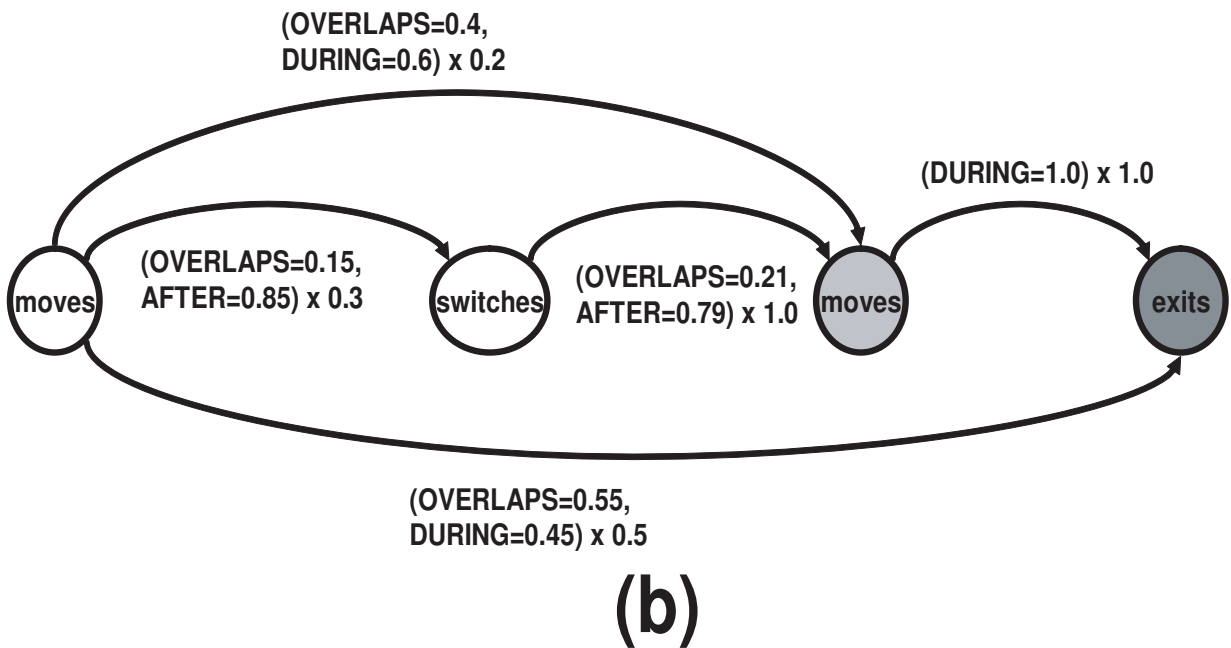 (OVERLAPS=0.4,
DURING=0.6) x 0.2
(DURING=1.0) x 1.0
(OVERLAPS=0.15,
AFTER=0.85) x 0.3
(OVERLAPS=0.21,
AFTER=0.79) x 1.0
moves
switches
moves
exits
(OVERLAPS=0.55,
DURING=0.45) x 0.5
(b)